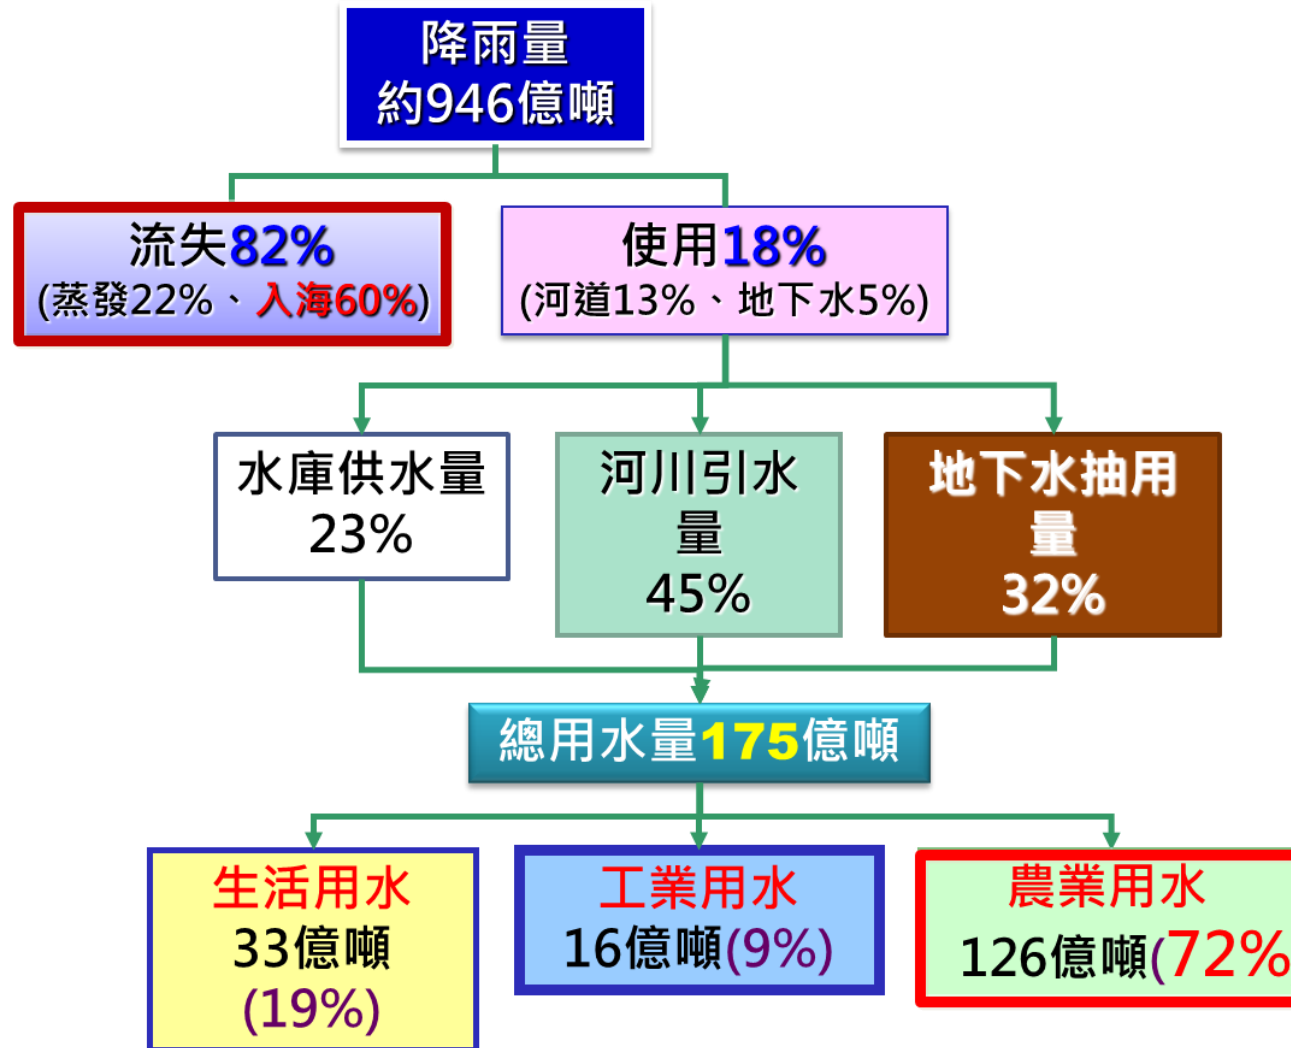 降雨量
約946億噸
流失82%
(蒸發22%、入海60%)
使用18%
(河道13%、地下水5%)
水庫供水量
23%
河川引水
量
45%
地下水抽用
量
32%
總用水量175億噸
生活用水
33億噸
(19%)
工業用水
16億噸(9%)
農業用水
126億噸(72%